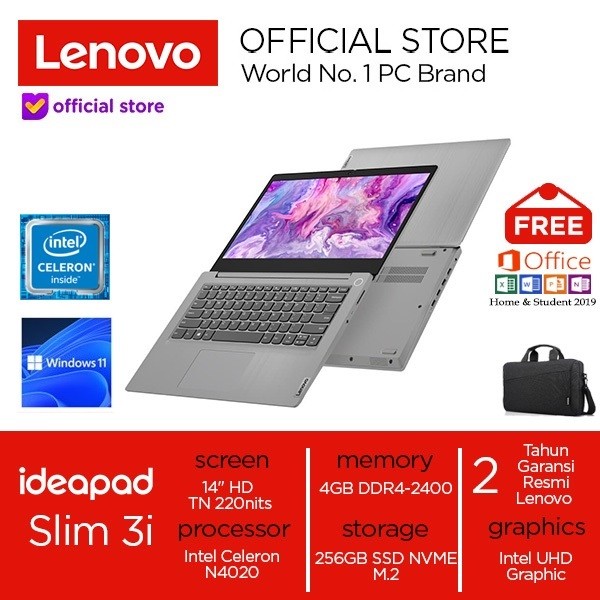 Lenovo
OFFICIAL STORE
World No. 1 PC Brand
official store
intel
CELERON
inside
Windows 11
FREE
Office
Home & Student 2019
Lenovo
ideapad
Slim 3i
screen
14" HD
TN 220nits
processor
Intel Celeron
N4020
memory
4GB DDR4-2400
storage
256GB SSD NVME
M.2
2
Tahun
Garansi
Resmi
Lenovo
graphics
Intel UHD
Graphic